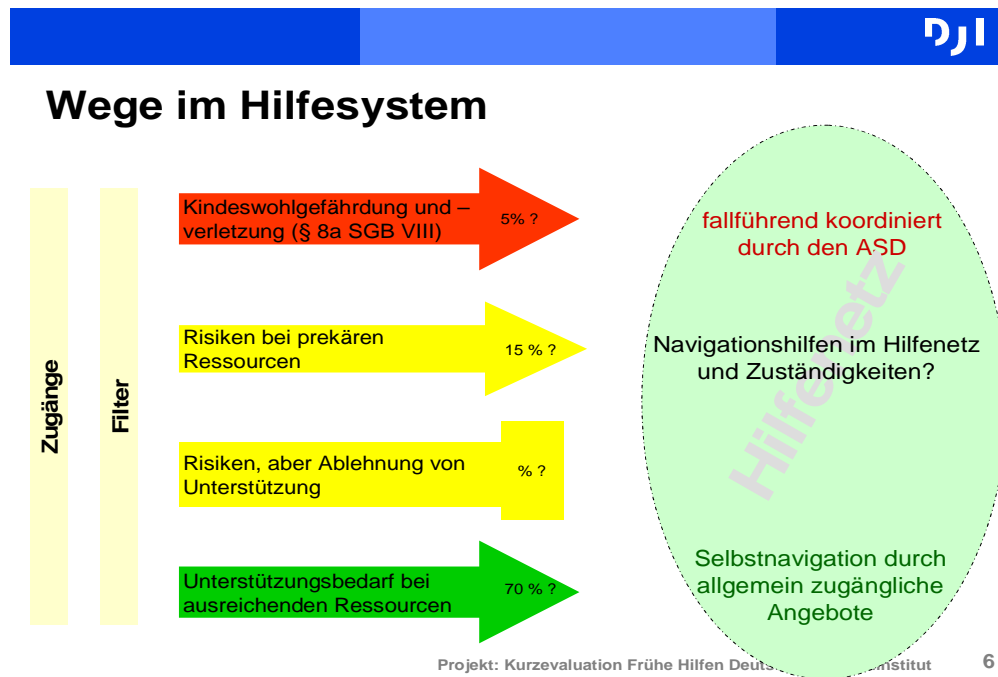 DJI
Wege im Hilfesystem
Zugänge
Filter
Kindeswohlgefährdung und –
verletzung (§ 8a SGB VIII)
5% ?
fallführend koordiniert
durch den ASD
Risiken bei prekären
Ressourcen
15 % ?
Navigationshilfen im Hilfenetz
und Zuständigkeiten?
Hilfenetz
Risiken, aber Ablehnung von
Unterstützung
% ?
Unterstützungsbedarf bei
ausreichenden Ressourcen
70 % ?
Selbstnavigation durch
allgemein zugängliche
Angebote
Projekt: Kurzevaluation Frühe Hilfen
6